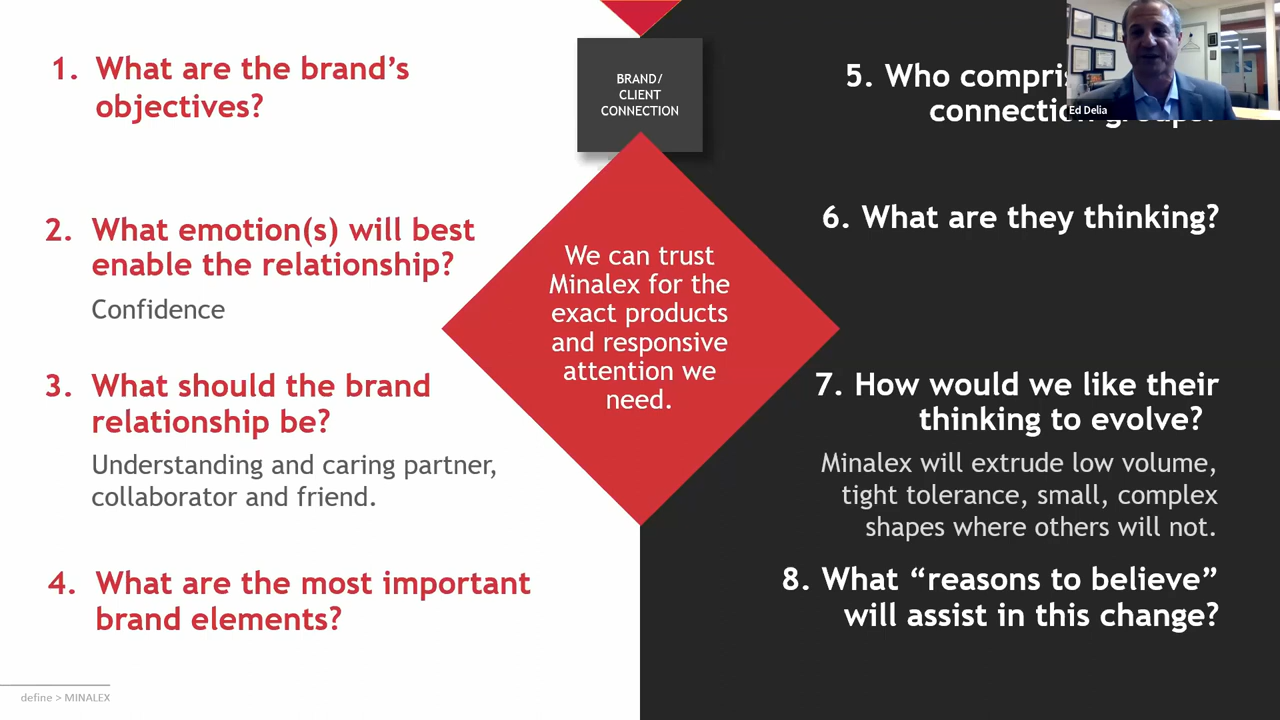 1. What are the brand’s
objectives?
2. What emotion(s) will best
enable the relationship?
Confidence
3. What should the brand
relationship be?
Understanding and caring partner,
collaborator and friend.
4. What are the most important
brand elements?
define > MINALEX
BRAND/
CLIENT
CONNECTION
We can trust
Minalex for the
exact products
and responsive
attention we
need.
5. Who
Ed Delia
6. What are they thinking?
7. How would we like their
thinking to evolve?
Minalex will extrude low volume,
tight tolerance, small, complex
shapes where others will not.
8. What “reasons to believe”
will assist in this change?